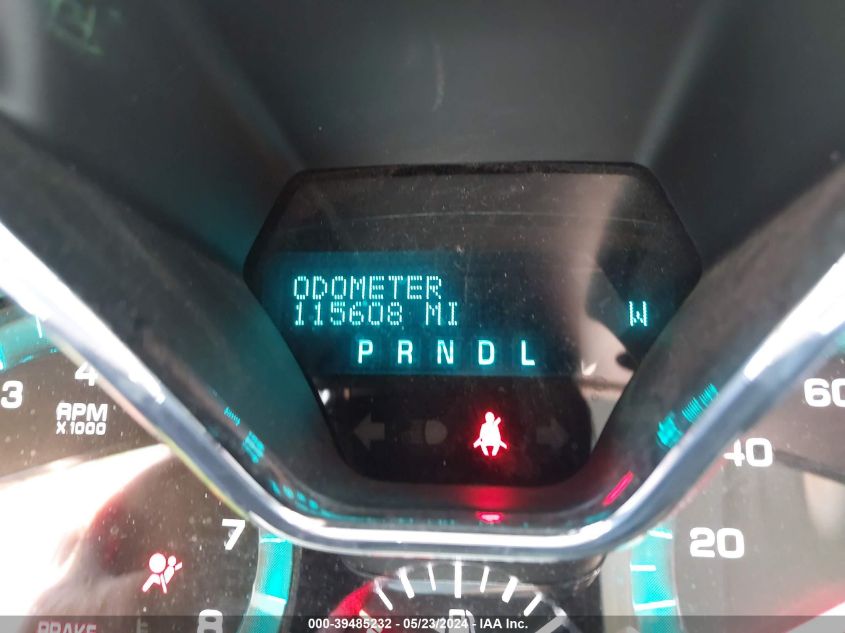 ODOMETER
115608 MI W
P R N D L
3 4
RPM
X 1000
7
8
BRAKE
60
40
20
000-39485232 - 05/23/2024 - IAA Inc.